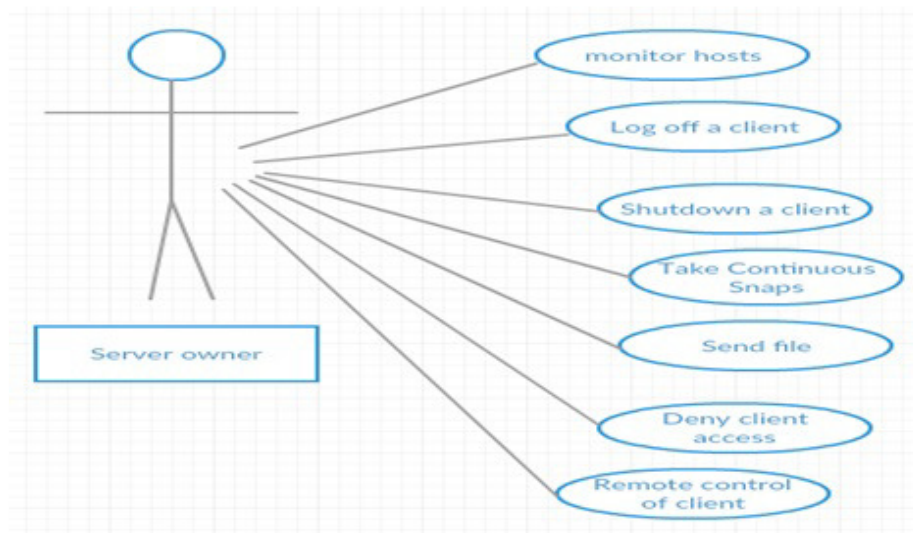 monitor hosts
Log off a client
Shutdown a client
Take Continuous
Snaps
Server owner
Send file
Deny client
access
Remote control
of client